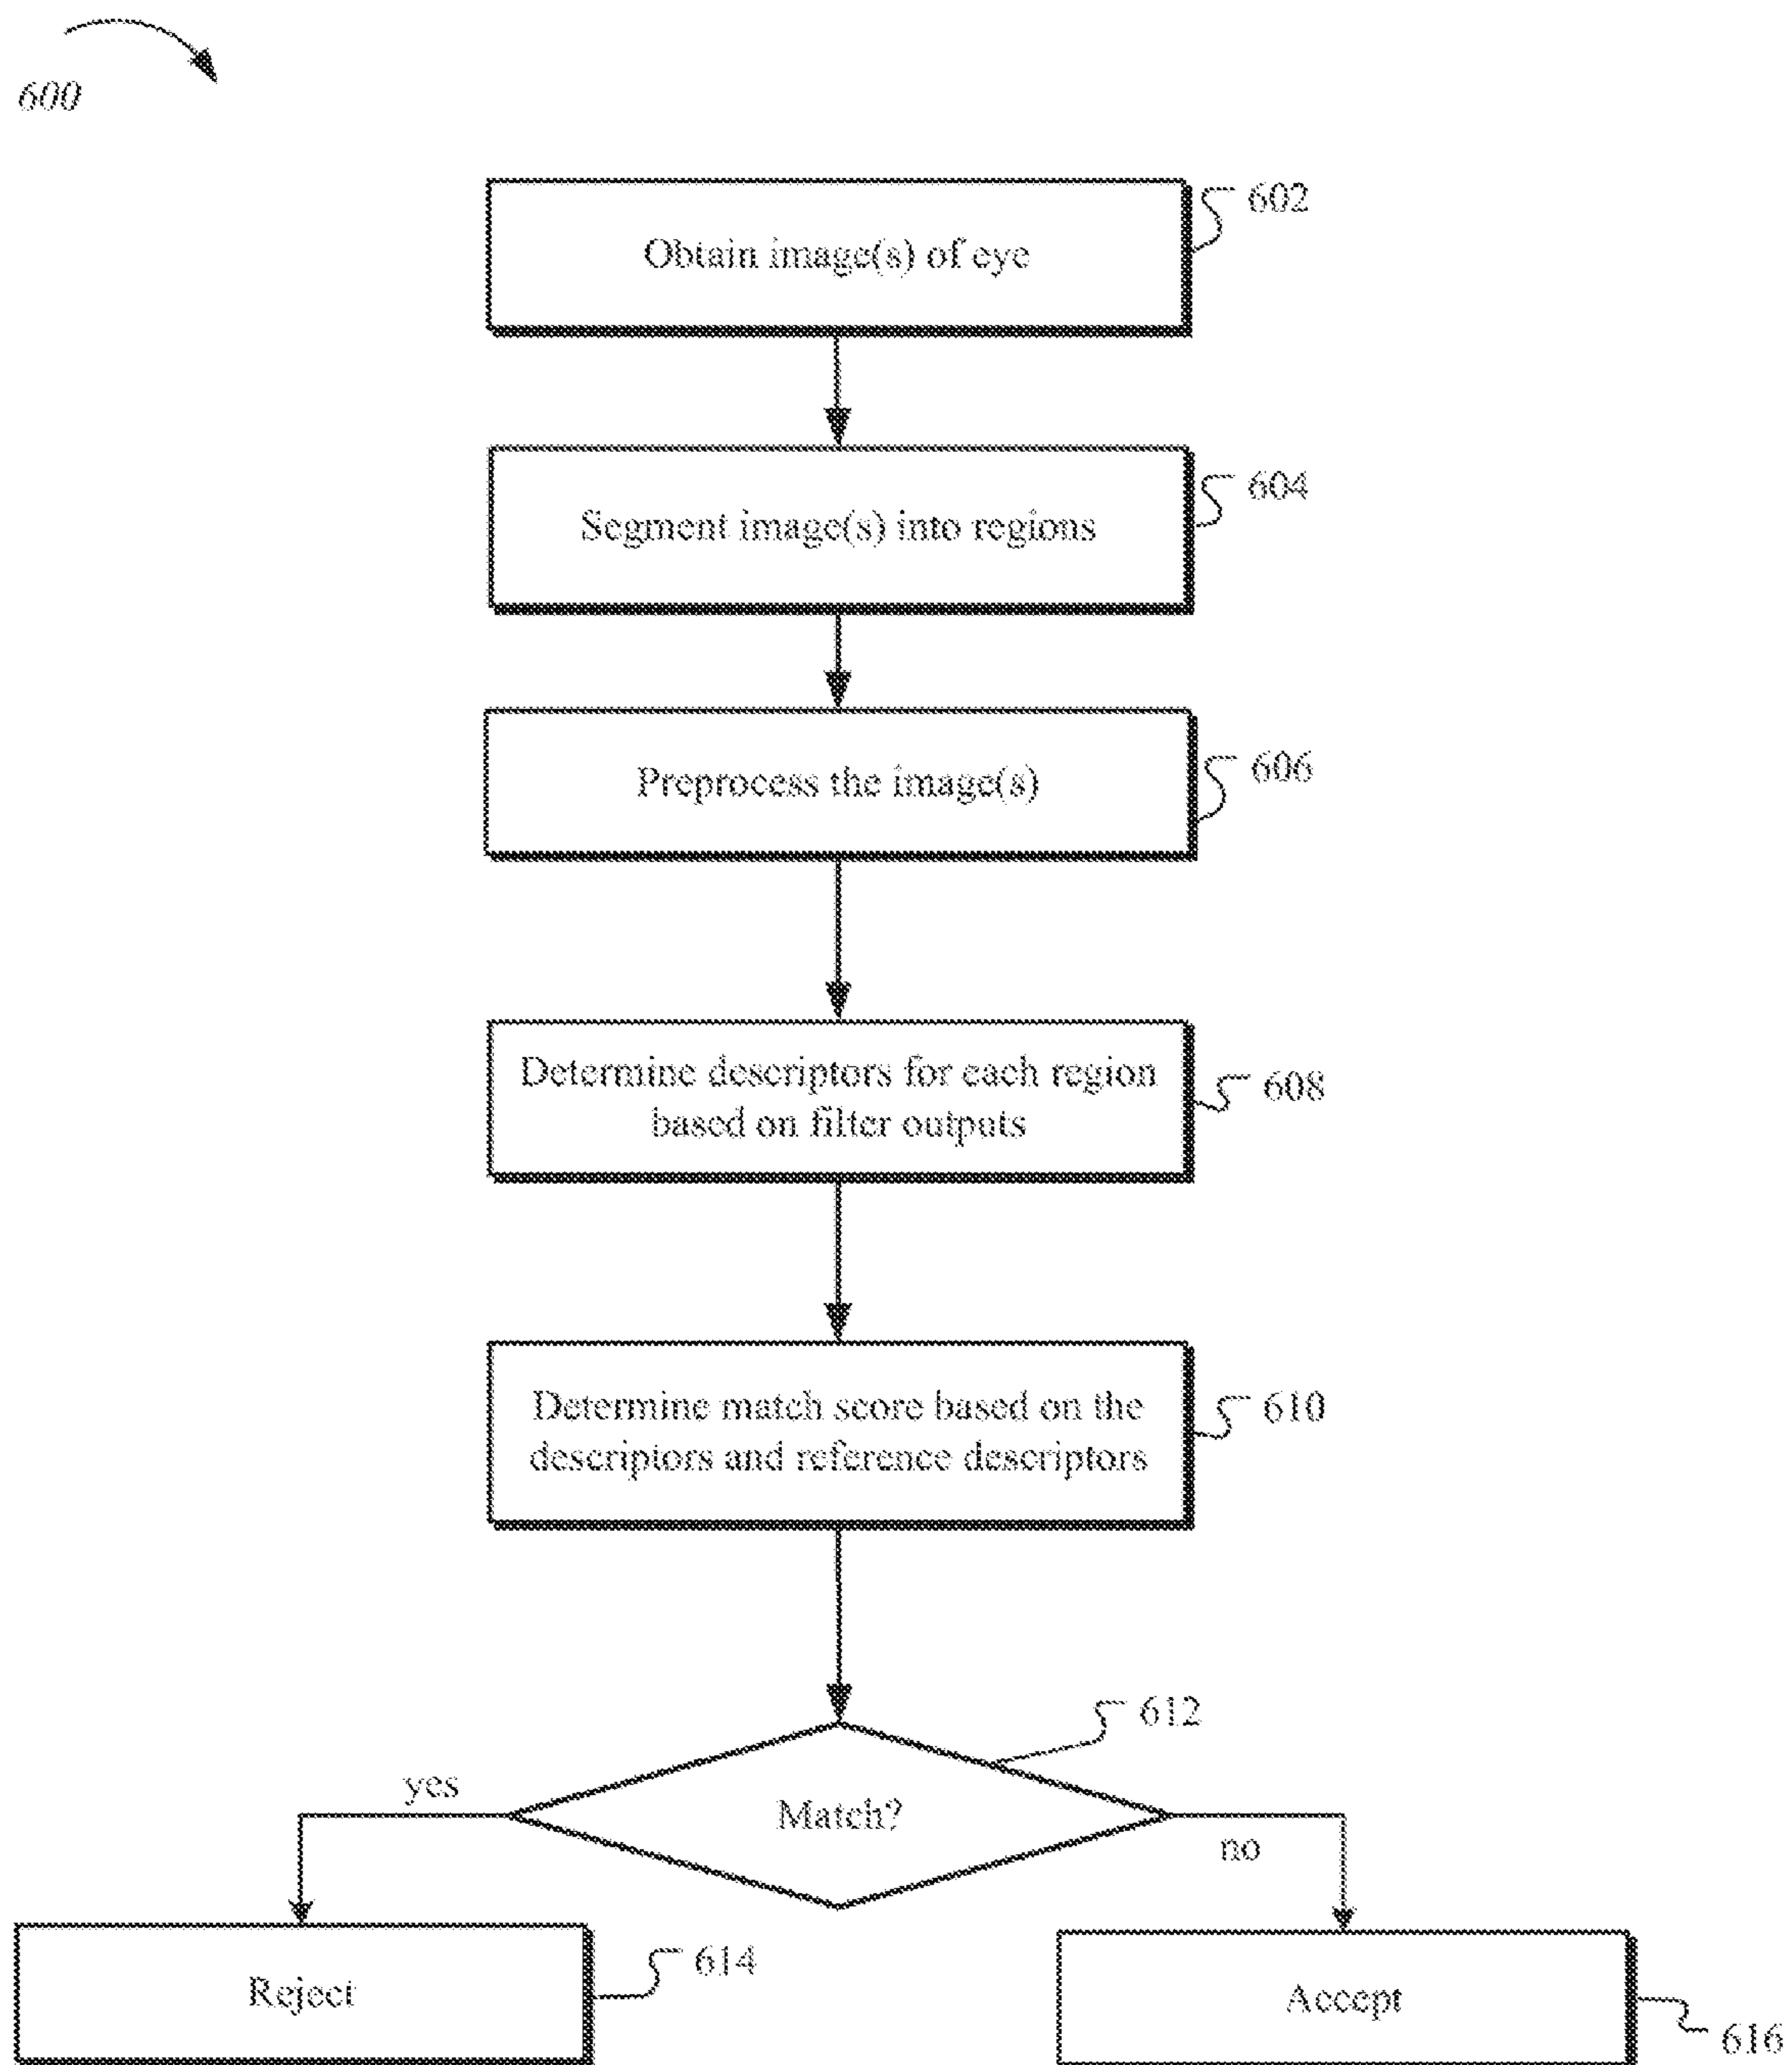 600
602
Obtain image(s) of eye
604
Segment image(s) into regions
606
Preprocess the image(s)
Determine descriptors for each region
608
based on filter outputs
Determine match score based on the
610
descriptors and reference descriptors
612
yes
Match?
no
614
Reject
Accept
616